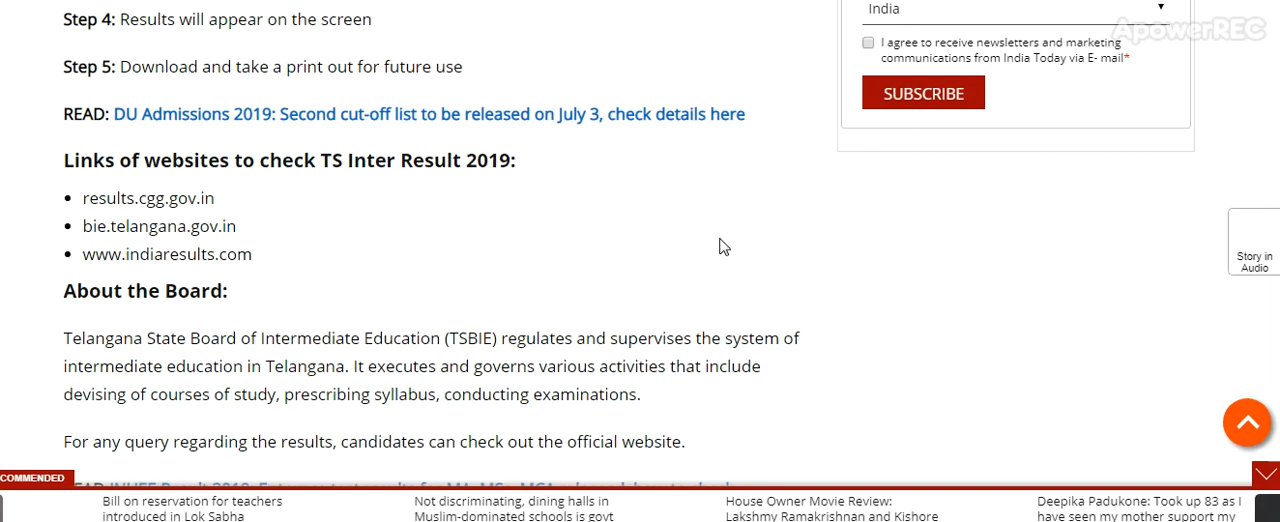 Step 4: Results will appear on the screen
Step 5: Download and take a print out for future use
READ: DU Admissions 2019: Second cut-off list to be released on July 3, check details here
Links of websites to check TS Inter Result 2019:
• results.cgg.gov.in
• bie.telangana.gov.in
• www.indiaresults.com
About the Board:
Telangana State Board of Intermediate Education (TSBIE) regulates and supervises the system of
intermediate education in Telangana. It executes and governs various activities that include
devising of courses of study, prescribing syllabus, conducting examinations.
For any query regarding the results, candidates can check out the official website.
India
ApowerREC
I agree to receive newsletters and marketing
communications from India Today via E- mail*
SUBSCRIBE
Story in
Audio
COMMENDED
Bill on reservation for teachers
introduced in Lok Sabha
Not discriminating, dining halls in
Muslim-dominated schools is govt
House Owner Movie Review:
Lakshmy Ramakrishnan and Kishore
Deepika Padukone: Took up 83 as I
have seen my mother support my